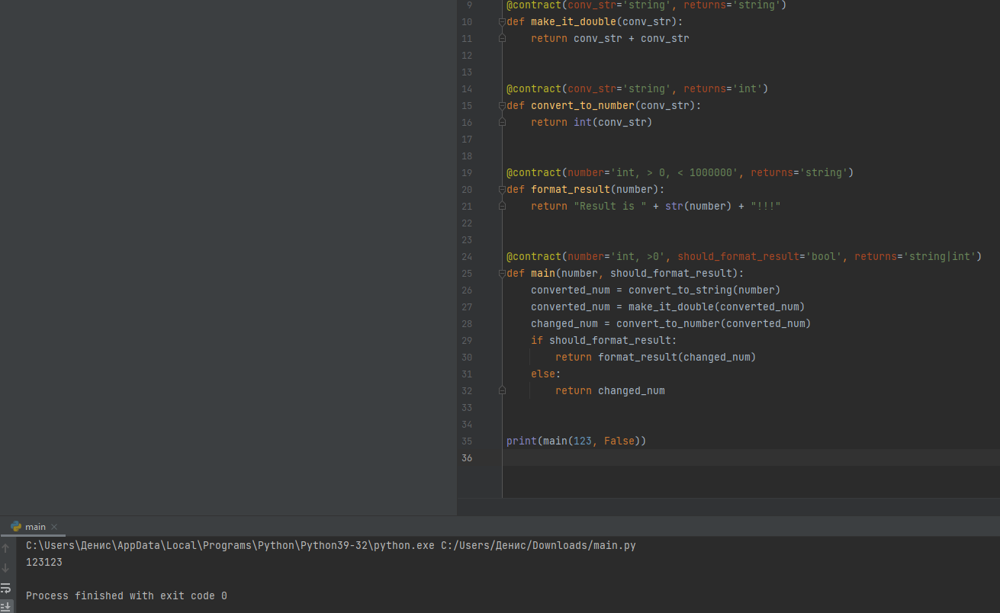 9 @contract(conv_str='string', returns='string')
10 def make_it_double(conv_str):
11 return conv_str + conv_str
12
13
14 @contract(conv_str='string', returns='int')
15 def convert_to_number(conv_str):
16 return int(conv_str)
17
18
19 @contract(number='int, > 0, < 1000000', returns='string')
20 def format_result(number):
21 return "Result is " + str(number) + "!!!"
22
23
24 @contract(number='int, >0', should_format_result='bool', returns='string|int')
25 def main(number, should_format_result):
26 converted_num = convert_to_string(number)
27 converted_num = make_it_double(converted_num)
28 changed_num = convert_to_number(converted_num)
29 if should_format_result:
30 return format_result(changed_num)
31 else:
32 return changed_num
33
34
35 print(main(123, False))
36
main
C:\Users\Денис\AppData\Local\Programs\Python\Python39-32\python.exe C:/Users/Денис/Downloads/main.py
123123
Process finished with exit code 0